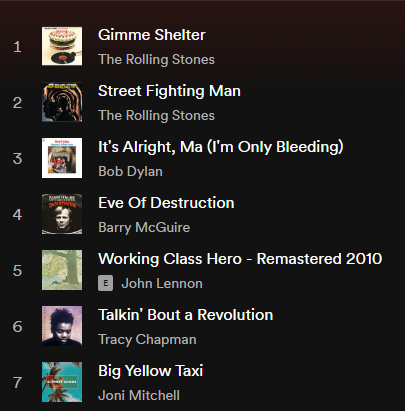 1
Gimme Shelter
The Rolling Stones
2
Street Fighting Man
The Rolling Stones
3
It's Alright, Ma (I'm Only Bleeding)
Bob Dylan
4
Eve Of Destruction
Barry McGuire
5
Working Class Hero - Remastered 2010
E John Lennon
6
Talkin' Bout a Revolution
Tracy Chapman
7
Big Yellow Taxi
Joni Mitchell